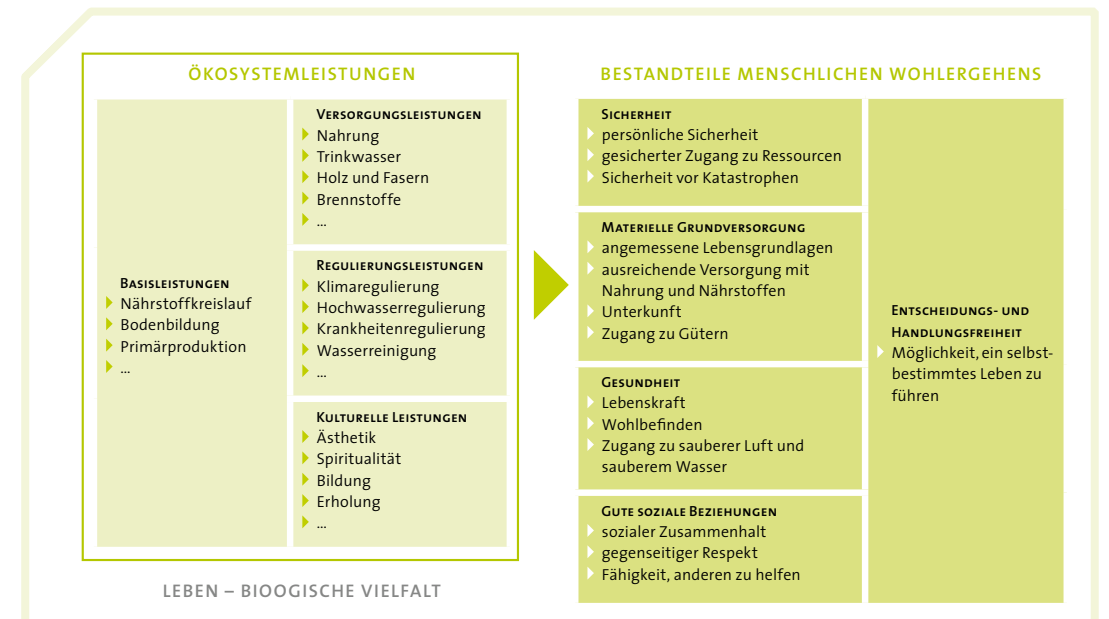 ÖKOSYSTEMLEISTUNGEN
BASISLEISTUNGEN
Nährstoffkreislauf
Bodenbildung
Primärproduktion
...
VERSORGUNGSLEISTUNGEN
Nahrung
Trinkwasser
Holz und Fasern
Brennstoffe
...
REGULIERUNGSLEISTUNGEN
Klimaregulierung
Hochwasserregulierung
Krankheitenregulierung
Wasserreinigung
...
KULTURELLE LEISTUNGEN
Ästhetik
Spiritualität
Bildung
Erholung
...
LEBEN – BIOOGISCHE VIELFALT
BESTANDTEILE MENSCHLICHEN WOHLERGEHENS
SICHERHEIT
persönliche Sicherheit
gesicherter Zugang zu Ressourcen
Sicherheit vor Katastrophen
MATERIELLE GRUNDVERSORGUNG
angemessene Lebensgrundlagen
ausreichende Versorgung mit
Nahrung und Nährstoffen
Unterkunft
Zugang zu Gütern
GESUNDHEIT
Lebenskraft
Wohlbefinden
Zugang zu sauberer Luft und
sauberem Wasser
GUTE SOZIALE BEZIEHUNGEN
sozialer Zusammenhalt
gegenseitiger Respekt
Fähigkeit, anderen zu helfen
ENTSCHEIDUNGS- UND
HANDLUNGSFREIHEIT
Möglichkeit, ein selbst-
bestimmtes Leben zu
führen